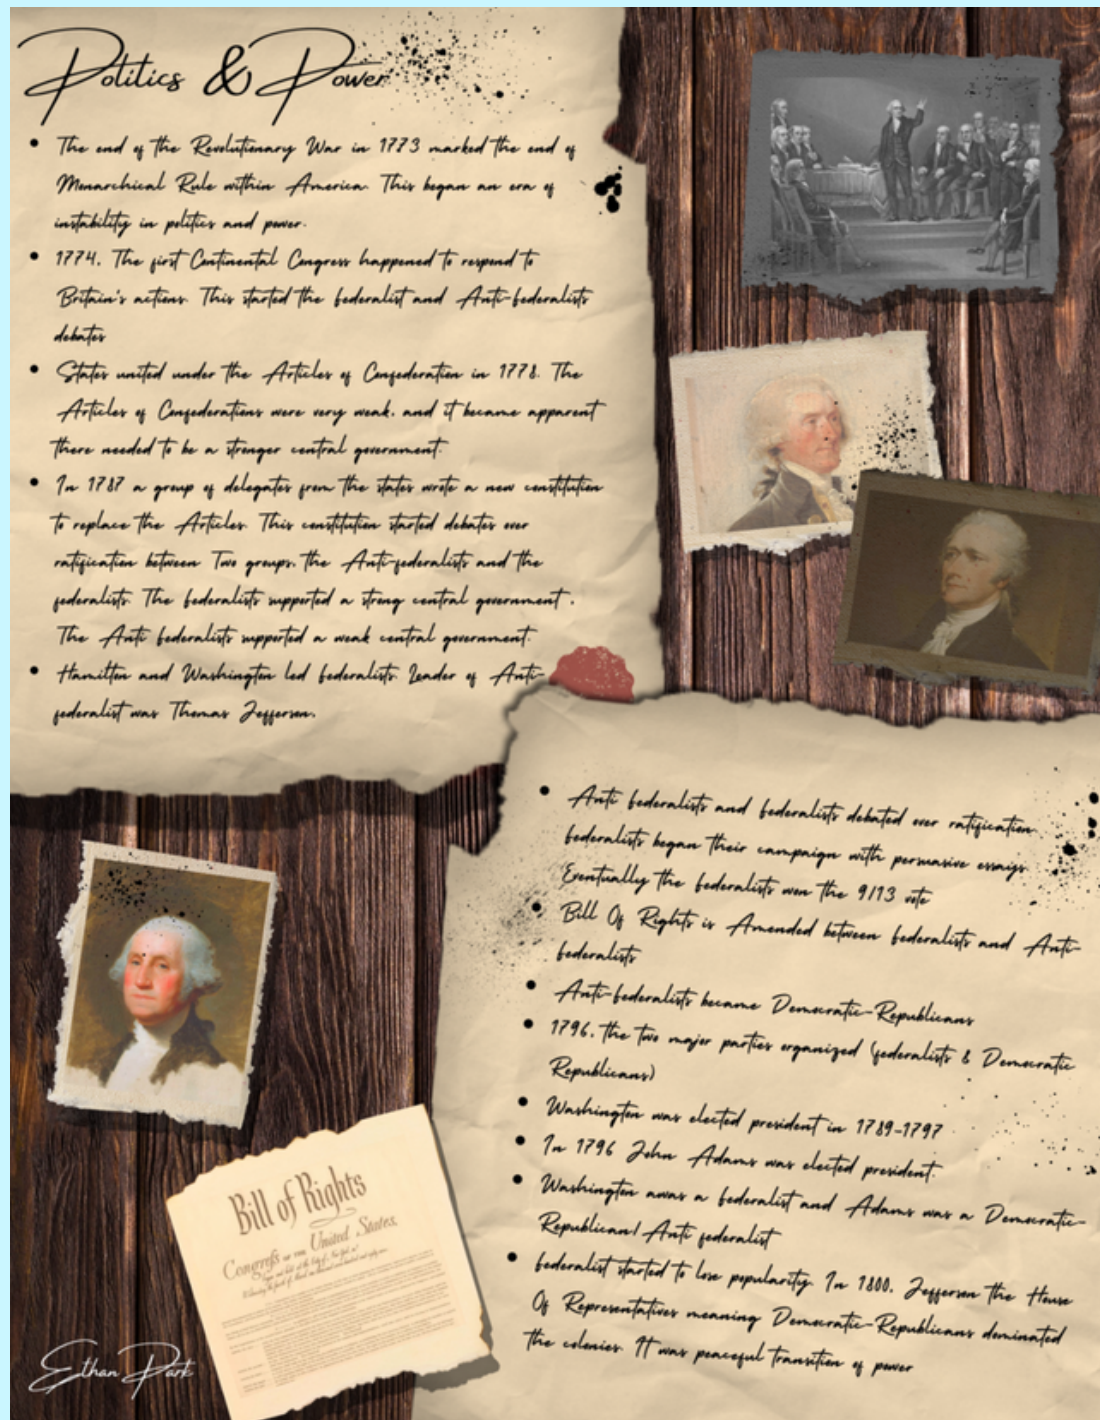 Politics & Power
• The end of the Revolutionary War in 1773 marked the end of
Monarchical Rule within America. This began an era of
instability in politics and power.
• 1774, The first Continental Congress happened to respond to
Britain's actions. This started the federalist and Anti-federalists
debates
• States united under the Articles of Confederation in 1778. The
Articles of Confederations were very weak, and it became apparent
there needed to be a stronger central government.
• In 1787 a group of delegates from the states wrote a new constitution
to replace the Articles. This constitution started debates over
ratification between Two groups, the Anti-federalists and the
federalists. The federalists supported a strong central government .
The Anti federalists supported a weak central government.
• Hamilton and Washington led federalists. Leader of Anti-
federalist was Thomas Jefferson.
• Anti federalists and federalists debated over ratification
federalists began their campaign with persuasive essays
Eventually the federalists won the 9/13 vote
• Bill Of Rights is Amended between federalists and Anti-
federalists
• Anti-federalists became Democratic-Republicans
• 1796, the two major parties organized (federalists & Democratic
Republicans)
• Washington was elected president in 1789-1797
• In 1796 John Adams was elected president.
• Washington awas a federalist and Adams was a Democratic-
Republican/ Anti federalist
• federalist started to lose popularity. In 1800, Jefferson the House
Of Representatives meaning Democratic-Republicans dominated
the colonies. It was peaceful transition of power
Bill of Rights
Congress OF THE United States,
Ethan Park